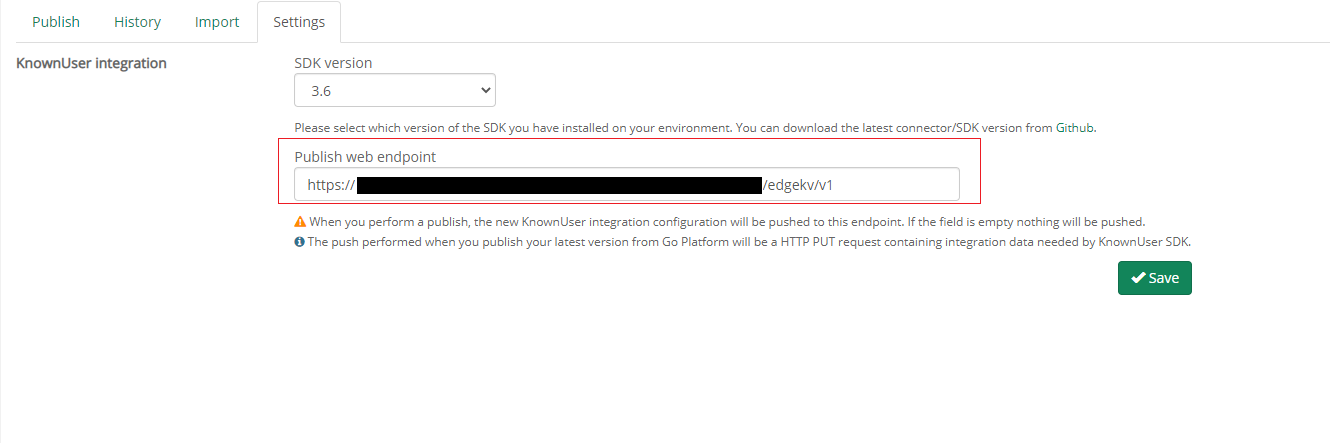 Publish History Import Settings
KnownUser integration
SDK version
3.6
Please select which version of the SDK you have installed on your environment. You can download the latest connector/SDK version from Github.
Publish web endpoint
https:// /edgekv/v1
When you perform a publish, the new KnownUser integration configuration will be pushed to this endpoint. If the field is empty nothing will be pushed.
The push performed when you publish your latest version from Go Platform will be a HTTP PUT request containing integration data needed by KnownUser SDK.
Save